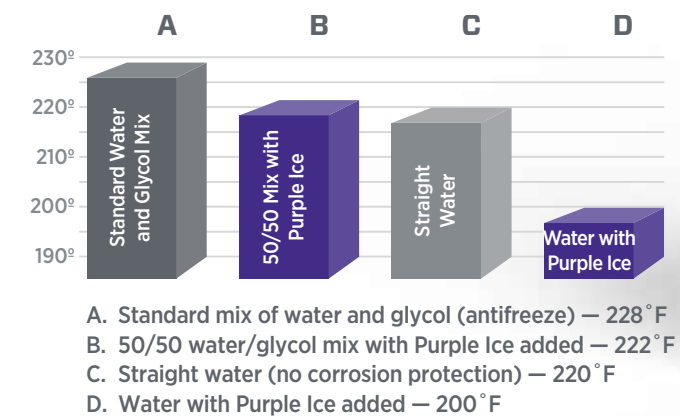 A B C D
230º
220º
210º
200º
190º
Standard Water
and Glycol Mix
50/50 Mix with
Purple Ice
Straight
Water
Water with
Purple Ice
A. Standard mix of water and glycol (antifreeze) — 228˚F
B. 50/50 water/glycol mix with Purple Ice added — 222˚F
C. Straight water (no corrosion protection) — 220˚F
D. Water with Purple Ice added — 200˚F